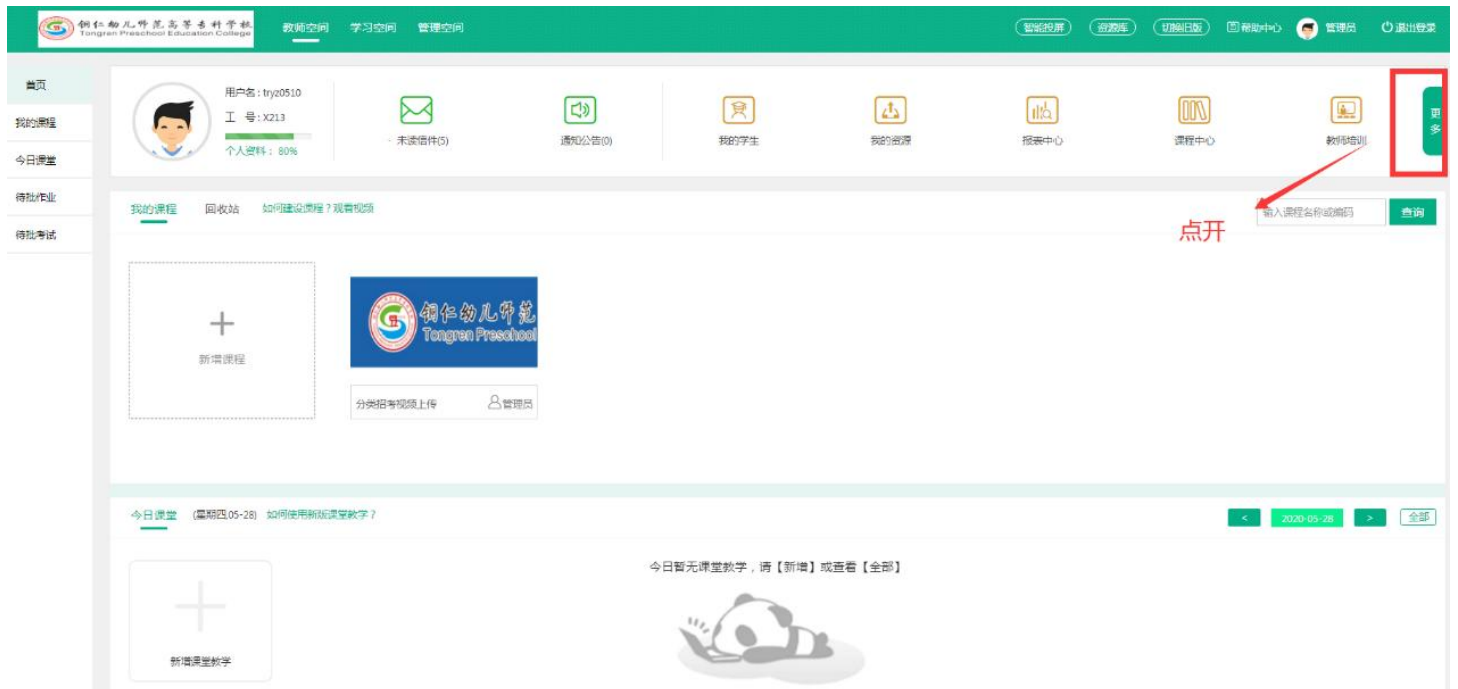 铜仁幼儿师范高等专科学校
Tongren Preschool Education College
教师空间 学习空间 管理空间
智能投屏 资源库 切换旧版 帮助中心 管理员 退出登录
首页
我的课程
今日课堂
待批作业
待批考试
用户名：tryz0510
工 号：X213
个人资料： 80%
未读信件(5)
通知公告(0)
我的学生
我的资源
报表中心
课程中心
教师培训
更多
点开
我的课程 回收站 如何建设课程？观看视频
输入课程名称或编码 查询
新增课程
铜仁幼儿师范
Tongren Preschool
分类招考视频上传 管理员
今日课堂 (星期四,05-28) 如何使用新版课堂教学？
< 2020-05-28 > 全部
今日暂无课堂教学，请【新增】或查看【全部】
新增课堂教学